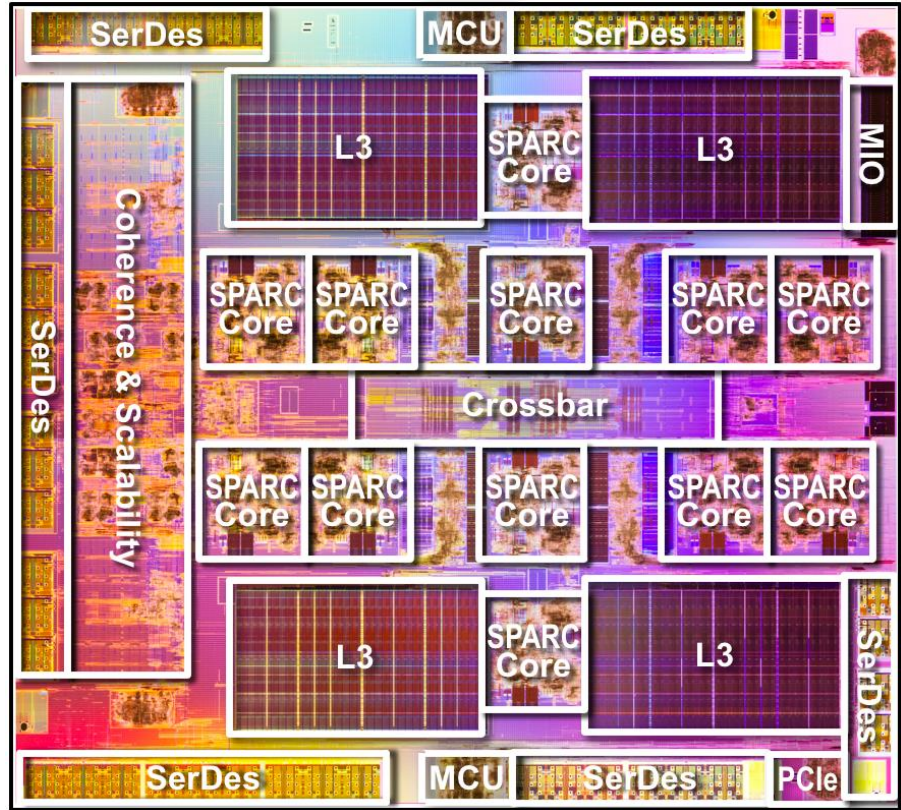 SerDes
MCU
SerDes
L3
SPARC
Core
L3
MIO
SerDes
Coherence & Scalability
SPARC
Core
SPARC
Core
SPARC
Core
SPARC
Core
SPARC
Core
Crossbar
SPARC
Core
SPARC
Core
SPARC
Core
SPARC
Core
SPARC
Core
L3
SPARC
Core
L3
SerDes
SerDes
MCU
SerDes
PCIe